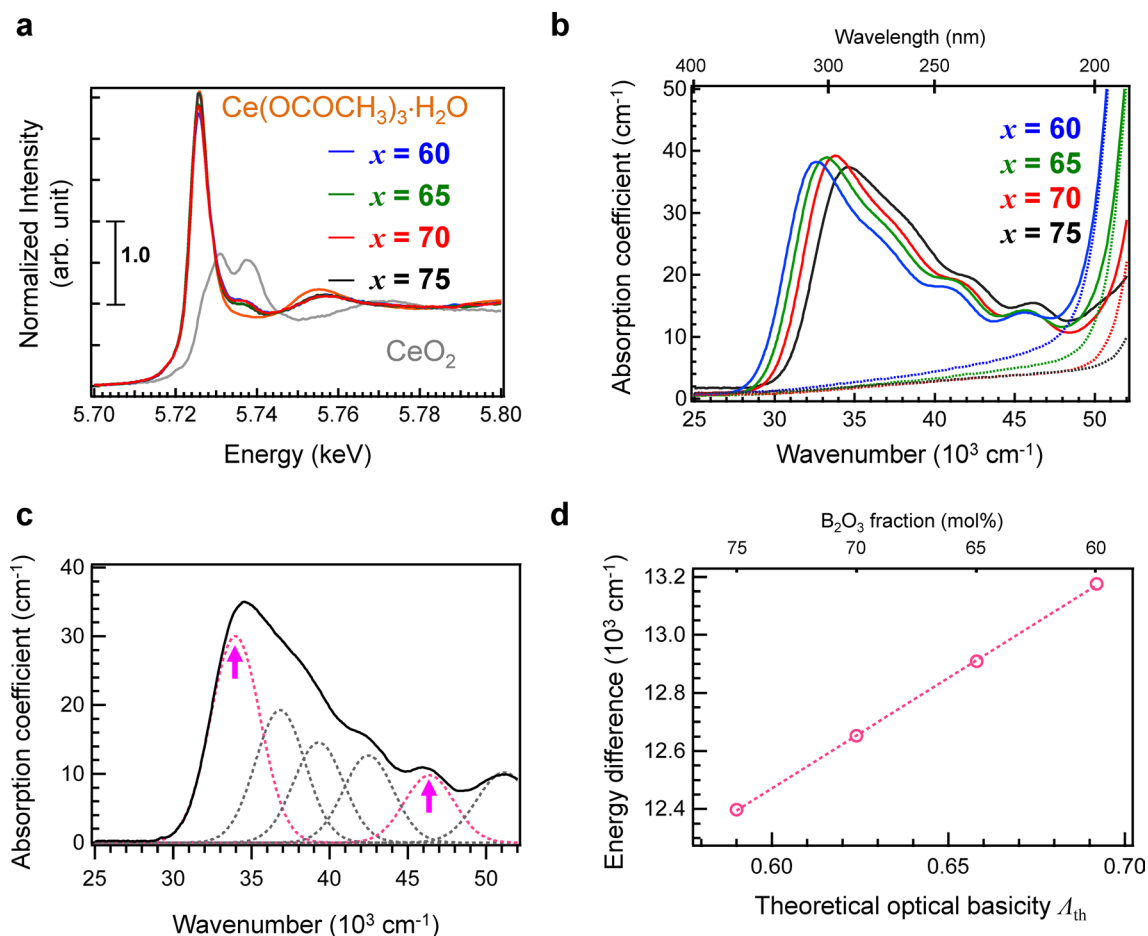 a
Normalized Intensity
(arb. unit)
1.0
Ce(OCOCH₃)₃·H₂O
x = 60
x = 65
x = 70
x = 75
CeO₂
5.70
5.72
5.74
5.76
5.78
5.80
Energy (keV)
b
Wavelength (nm)
400
300
250
200
Absorption coefficient (cm⁻¹)
50
40
30
20
10
0
x = 60
x = 65
x = 70
x = 75
25
30
35
40
45
50
Wavenumber (10³ cm⁻¹)
c
Absorption coefficient (cm⁻¹)
40
30
20
10
0
25
30
35
40
45
50
Wavenumber (10³ cm⁻¹)
d
B₂O₃ fraction (mol%)
75
70
65
60
Energy difference (10³ cm⁻¹)
13.2
13.0
12.8
12.6
12.4
0.60
0.65
0.70
Theoretical optical basicity Λth